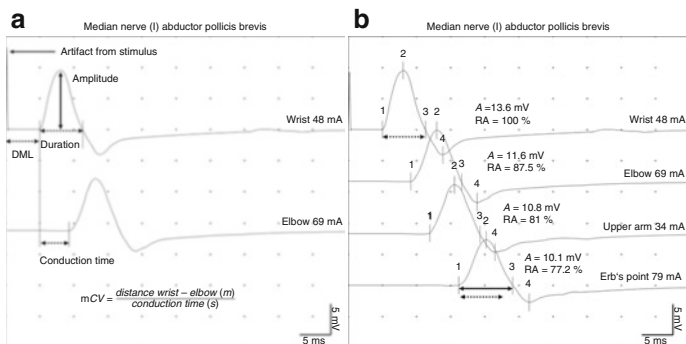 a
Median nerve (I) abductor pollicis brevis
Artifact from stimulus
Amplitude
Wrist 48 mA
Duration
DML
Elbow 69 mA
Conduction time
mCV = distance wrist – elbow (m)
conduction time (s)
5 mV
5 ms
b
Median nerve (I) abductor pollicis brevis
2
1
3
2
A =13.6 mV
RA = 100 %
Wrist 48 mA
4
1
2
3
A = 11,6 mV
RA = 87.5 %
4
Elbow 69 mA
1
3
2
4
A = 10.8 mV
RA = 81 %
Upper arm 34 mA
1
3
A = 10.1 mV
RA = 77.2 %
4
Erb's point 79 mA
5 mV
5 ms